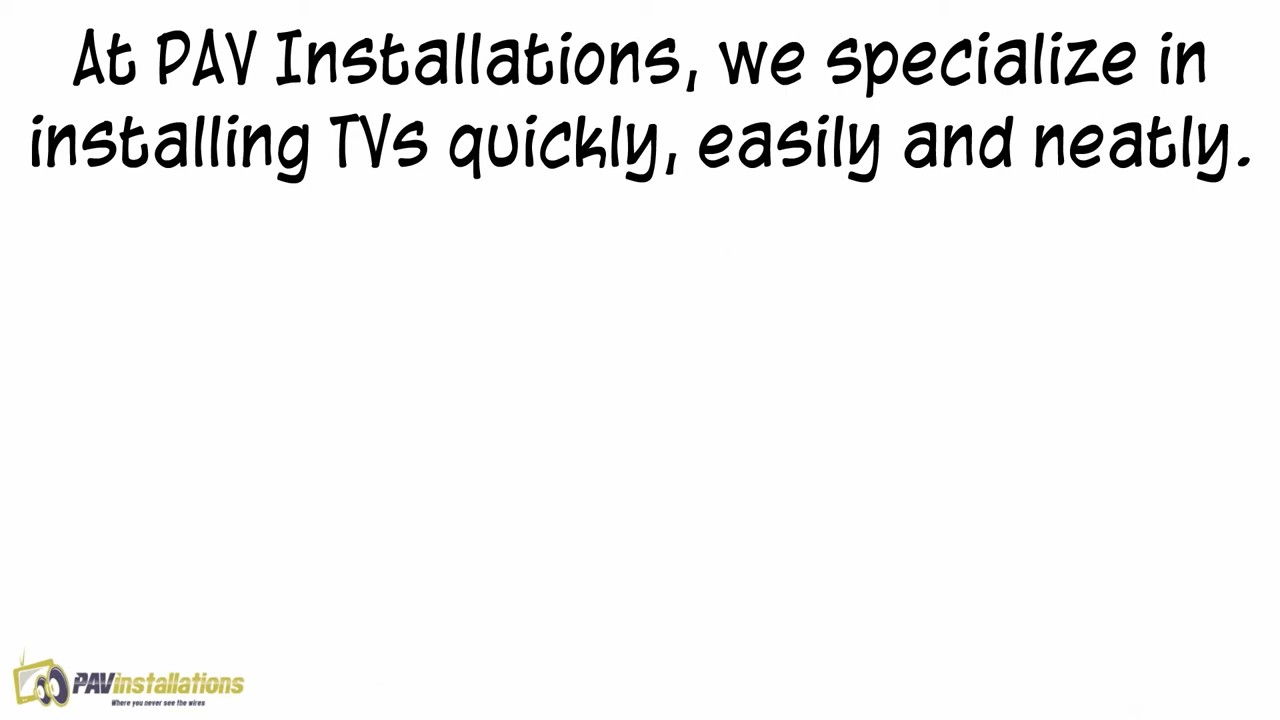 At PAV Installations, we specialize in
installing TVs quickly, easily and neatly.
PAVinstallations
Where you never see the wires